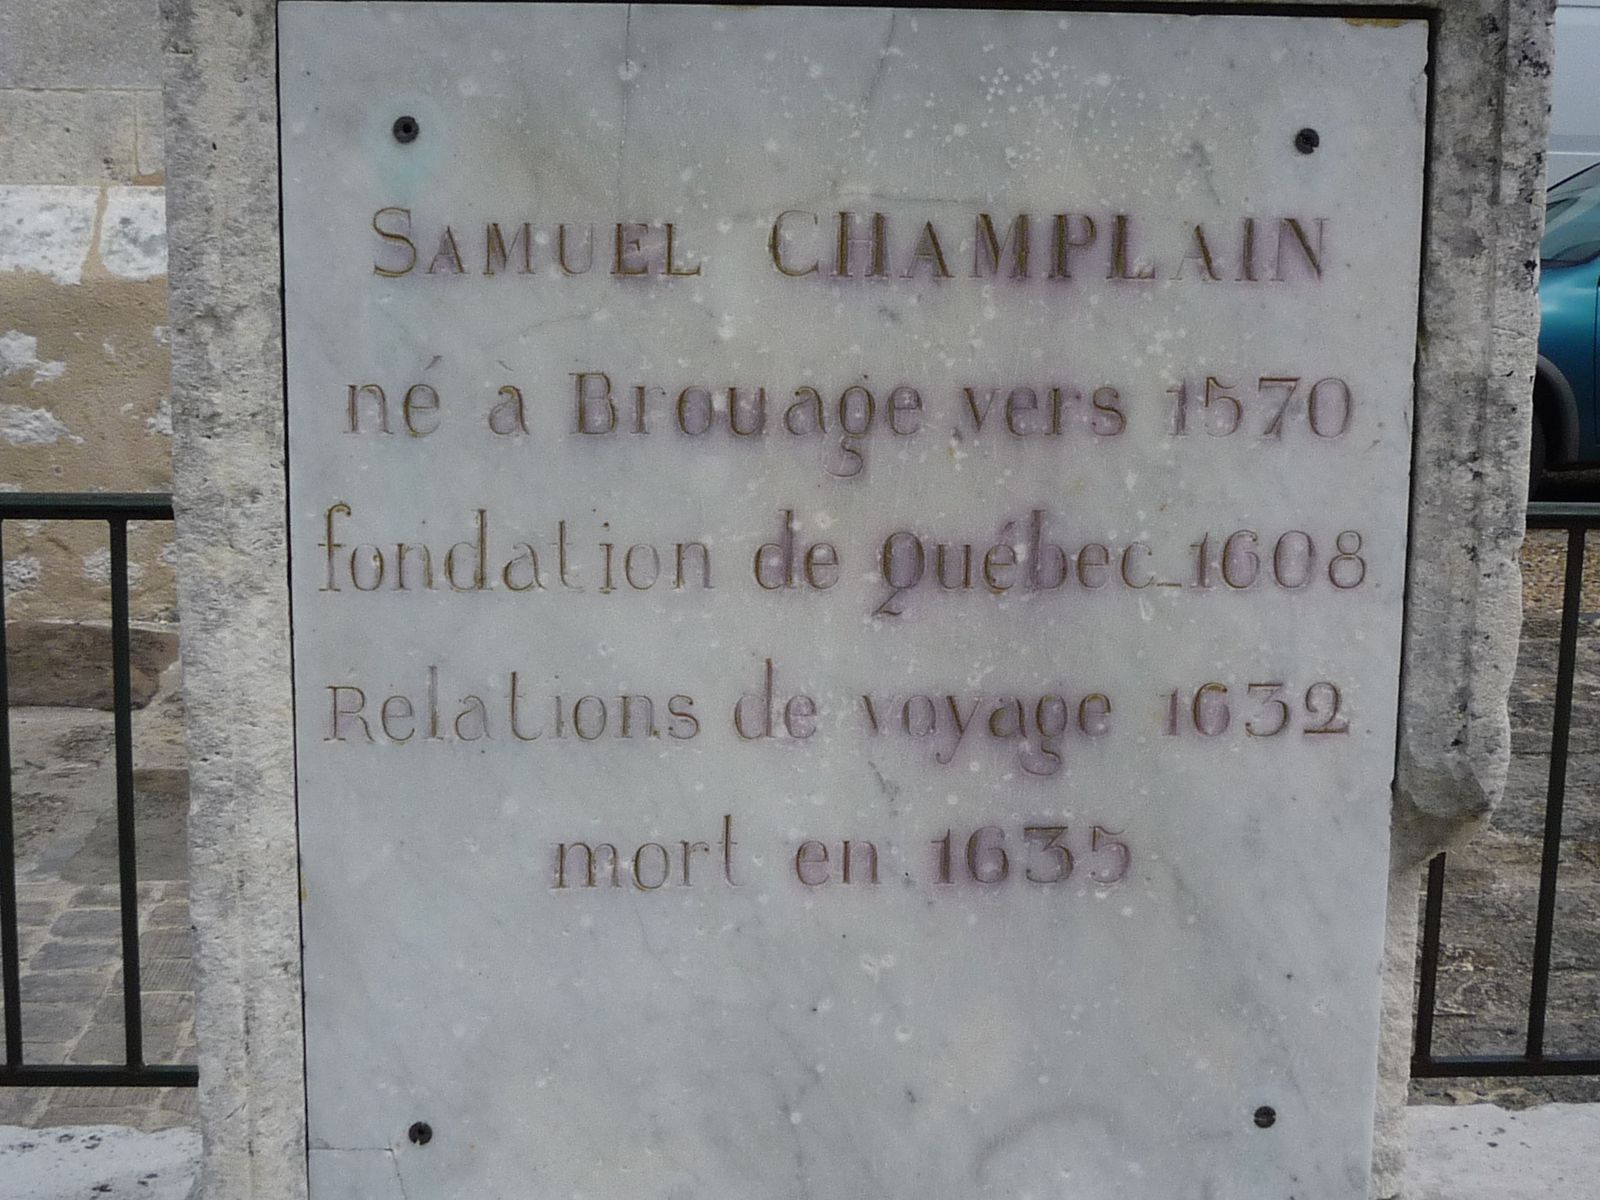 SAMUEL CHAMPLAIN
né à Brouage vers 1570
fondation de Québec_1608.
Relations de voyage 1632.
mort en 1635